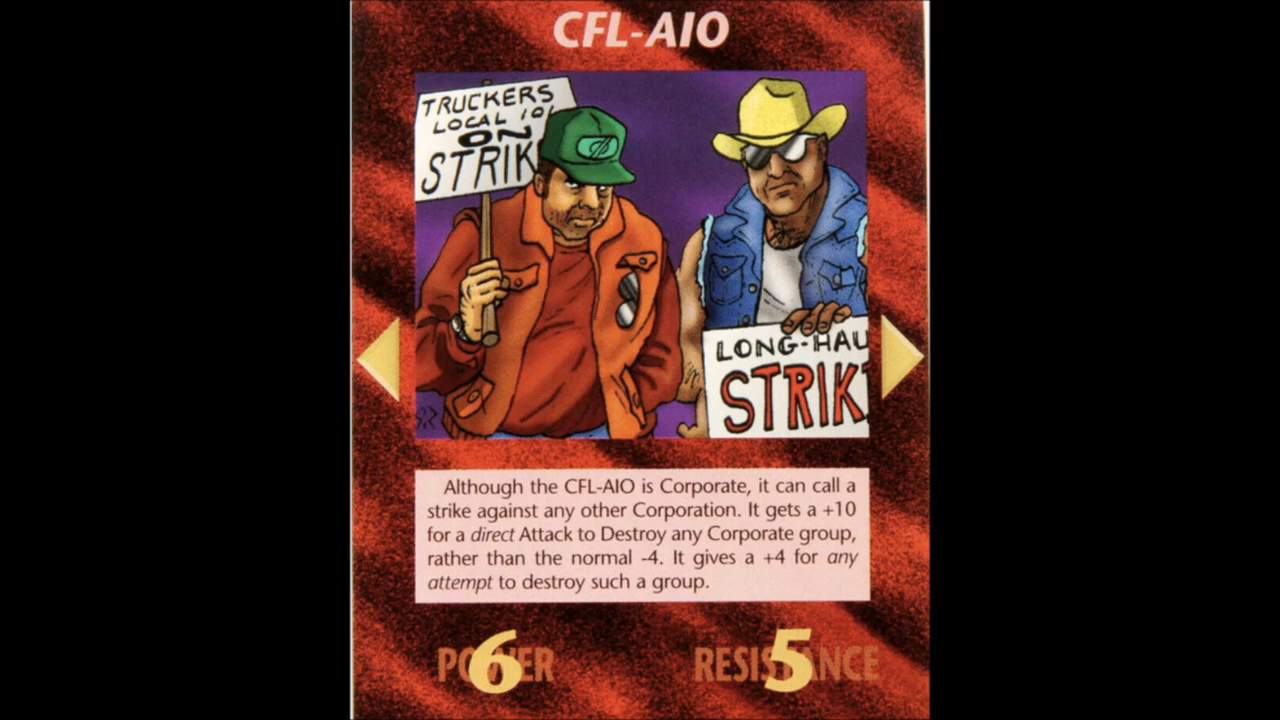 CFL-AIO
TRUCKERS
LOCAL 101
ON
STRIK
LONG-HAU
STRIK
Although the CFL-AIO is Corporate, it can call a
strike against any other Corporation. It gets a +10
for a direct Attack to Destroy any Corporate group,
rather than the normal -4. It gives a +4 for any
attempt to destroy such a group.
POWER 6
RESISTANCE 5